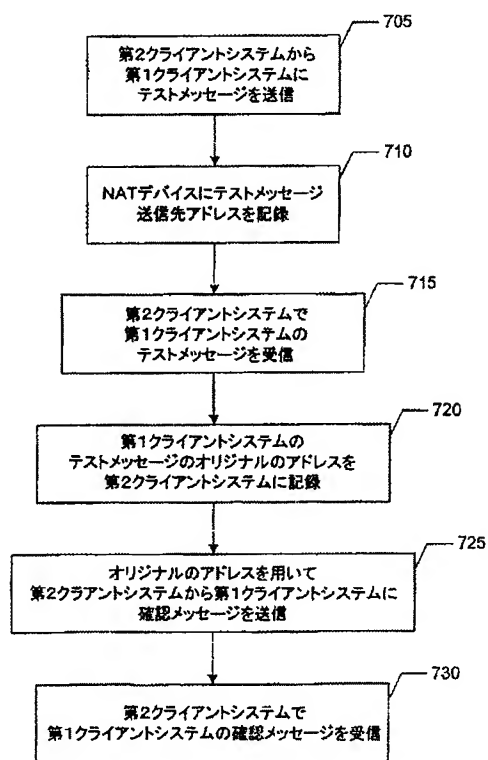 705
第2クライアントシステムから
第1クライアントシステムに
テストメッセージを送信
710
NATデバイスにテストメッセージ
送信先アドレスを記録
715
第2クライアントシステムで
第1クライアントシステムの
テストメッセージを受信
720
第1クライアントシステムの
テストメッセージのオリジナルのアドレスを
第2クライアントシステムに記録
725
オリジナルのアドレスを用いて
第2クラアントシステムから第1クライアントシステムに
確認メッセージを送信
730
第2クライアントシステムで
第1クライアントシステムの確認メッセージを受信